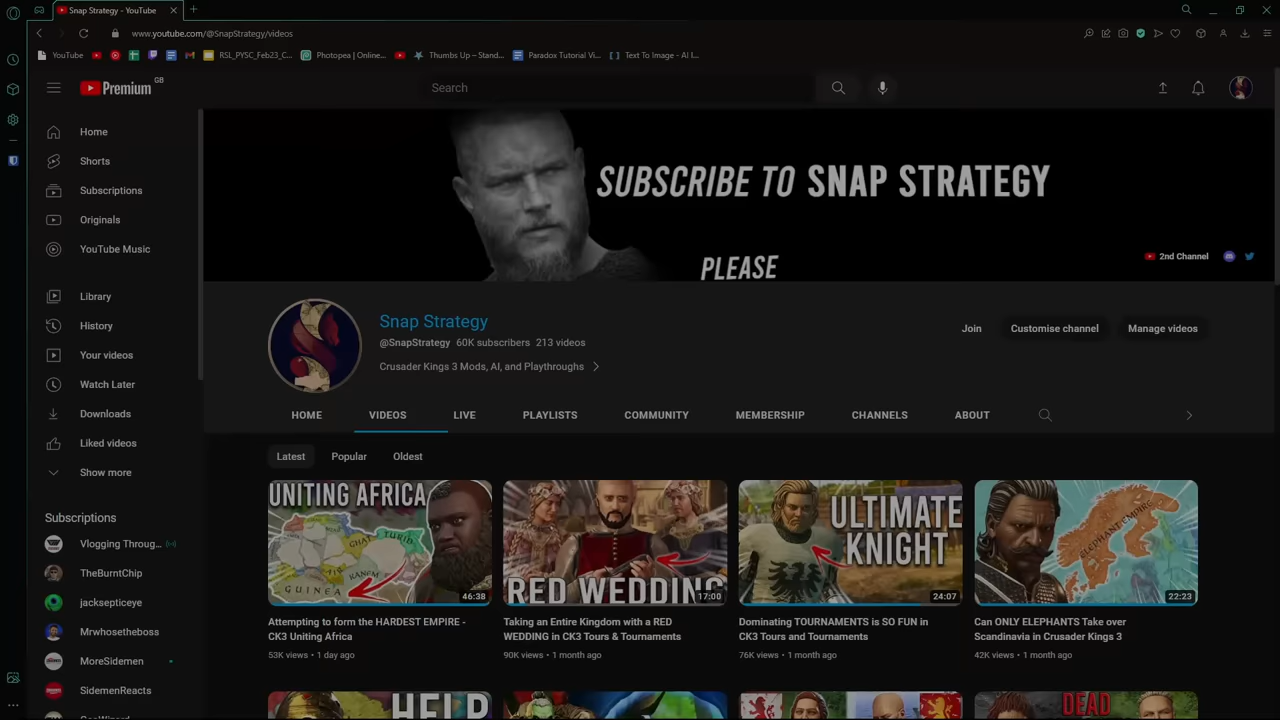 Snap Strategy - YouTube
www.youtube.com/@SnapStrategy/videos
YouTube
RSL_PYSC_Feb23_C...
Photopea | Online...
Thumbs Up – Stand...
Paradox Tutorial Vi...
Text To Image - AI I...
Premium GB
Search
Home
Shorts
Subscriptions
Originals
YouTube Music
Library
History
Your videos
Watch Later
Downloads
Liked videos
Show more
Subscriptions
Vlogging Throug...
TheBurntChip
jacksepticeye
Mrwhosetheboss
MoreSidemen
SidemenReacts
SUBSCRIBE TO SNAP STRATEGY
PLEASE
2nd Channel
Snap Strategy
@SnapStrategy 60K subscribers 213 videos
Crusader Kings 3 Mods, AI, and Playthroughs
Join
Customise channel
Manage videos
HOME
VIDEOS
LIVE
PLAYLISTS
COMMUNITY
MEMBERSHIP
CHANNELS
ABOUT
Latest
Popular
Oldest
UNITING AFRICA
GUINEA
46:38
Attempting to form the HARDEST EMPIRE -
CK3 Uniting Africa
53K views • 1 day ago
RED WEDDING
17:00
Taking an Entire Kingdom with a RED
WEDDING in CK3 Tours & Tournaments
90K views • 1 month ago
ULTIMATE
KNIGHT
24:07
Dominating TOURNAMENTS is SO FUN in
CK3 Tours and Tournaments
76K views • 1 month ago
ELEPHANT EMPIRE
22:23
Can ONLY ELEPHANTS Take over
Scandinavia in Crusader Kings 3
42K views • 1 month ago
HELP
DEAD